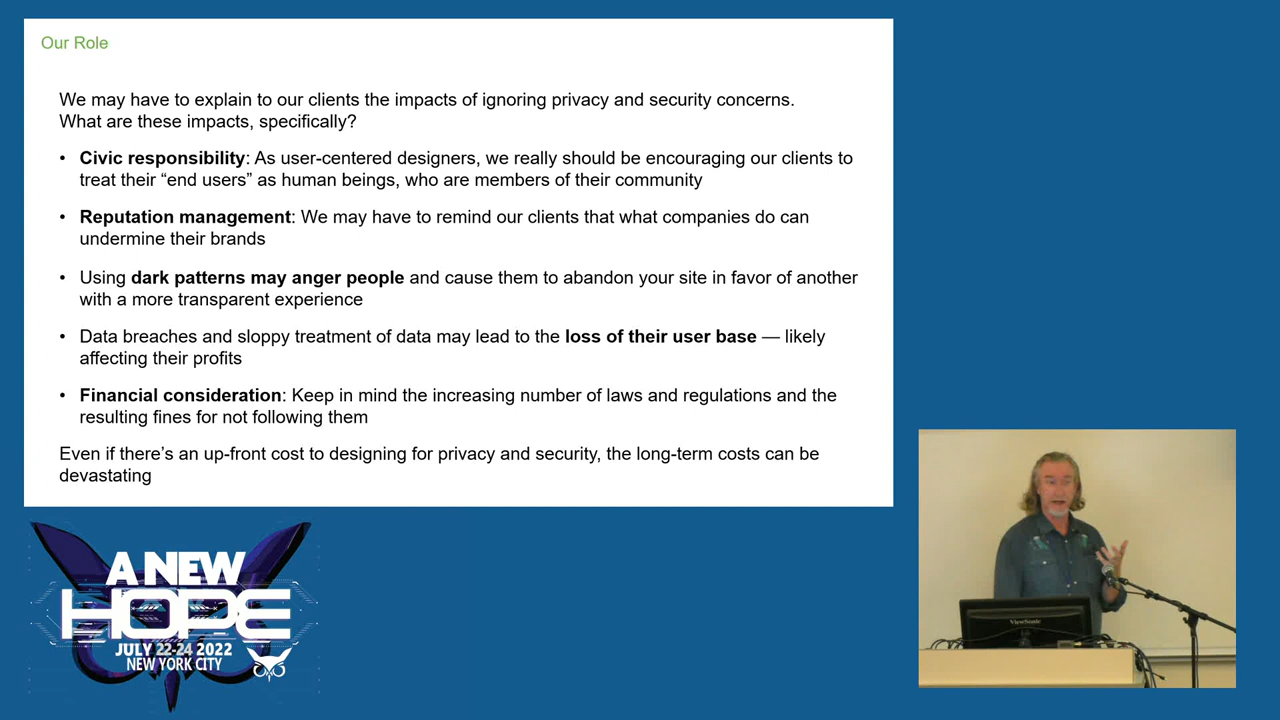 Our Role
We may have to explain to our clients the impacts of ignoring privacy and security concerns.
What are these impacts, specifically?
• Civic responsibility: As user-centered designers, we really should be encouraging our clients to
treat their “end users” as human beings, who are members of their community
• Reputation management: We may have to remind our clients that what companies do can
undermine their brands
• Using dark patterns may anger people and cause them to abandon your site in favor of another
with a more transparent experience
• Data breaches and sloppy treatment of data may lead to the loss of their user base — likely
affecting their profits
• Financial consideration: Keep in mind the increasing number of laws and regulations and the
resulting fines for not following them
Even if there’s an up-front cost to designing for privacy and security, the long-term costs can be
devastating
A NEW
HOPE
JULY 22-24 2022
NEW YORK CITY
ViewSonic